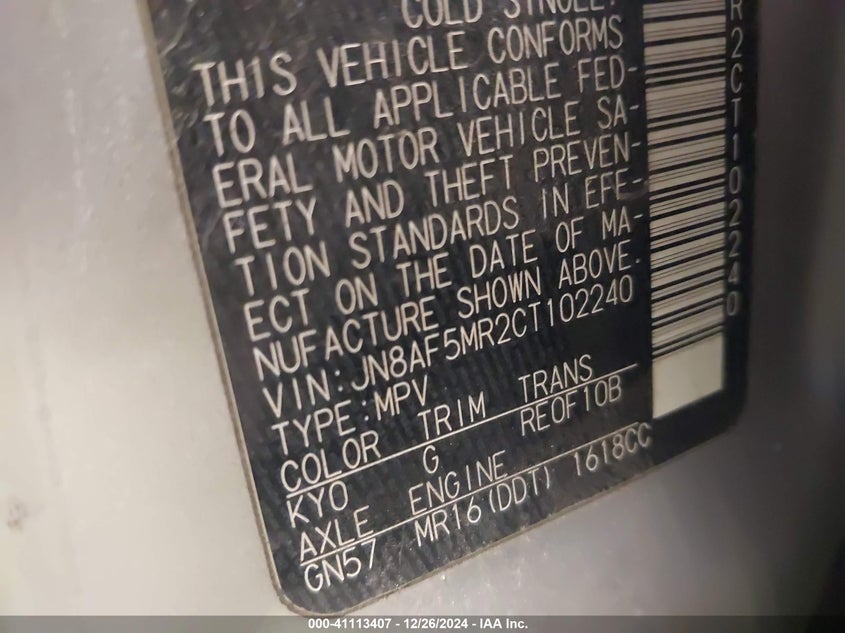 COLD
THIS VEHICLE CONFORMS
TO ALL APPLICABLE FED-
ERAL MOTOR VEHICLE SA-
FETY AND THEFT PREVEN-
TION STANDARDS IN EFF-
ECT ON THE DATE OF MA-
NUFACTURE SHOWN ABOVE.
VIN:JN8AF5MR2CT102240
TYPE:MPV
COLOR TRIM TRANS
KY0 G RE0F10B
AXLE ENGINE
GN57 MR16(DDT) 1618CC
R2CT102240
000-41113407 - 12/26/2024 - IAA Inc.